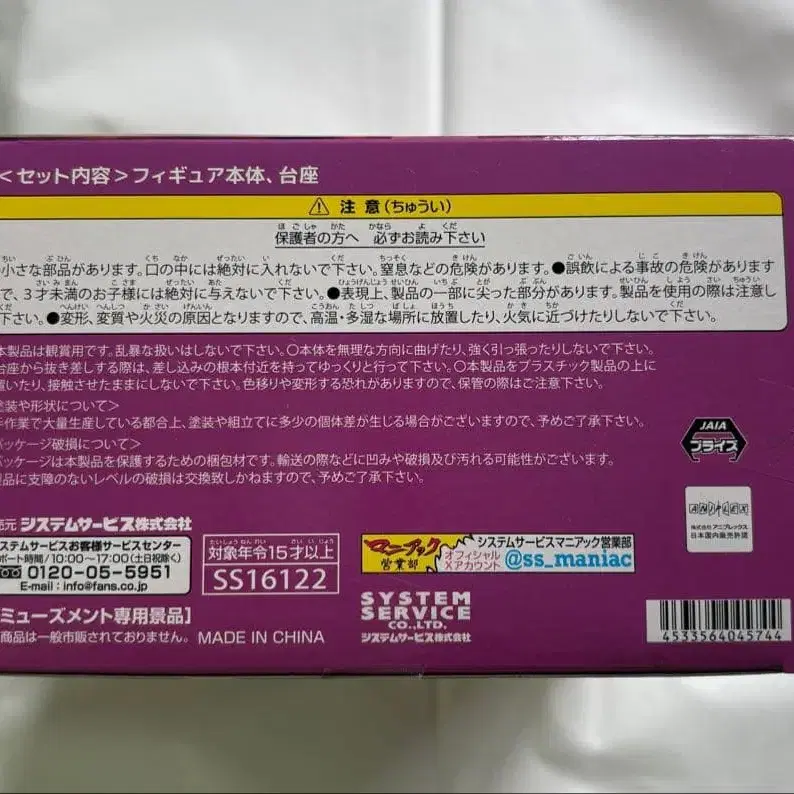 ＜セット内容＞フィギュア本体、台座
⚠ 注 意(ちゅうい)
保護者の方へ 必ずお読み下さい
小さな部品があります。口の中には絶対に入れないで下さい。窒息などの危険があります。●誤飲による事故の危険があります
で、3才未満のお子様には絶対に与えないで下さい。●表現上、製品の一部に尖った部分があります。製品を使用の際は注意し
下さい。●変形、変質や火災の原因となりますので、高温・多湿な場所に放置したり、火気に近づけたりしないで下さい。
本製品は観賞用です。乱暴な扱いはしないで下さい。○本体を無理な方向に曲げたり、強く引っ張ったりしないで下さい。
台座から抜き差しする際は、差し込みの根本付近を持ってゆっくりと行って下さい。○本製品をプラスチック製品の上に
置いたり、接触させたままにしないで下さい。色移りや変形する恐れがありますので、保管の際はご注意下さい。
塗装や形状について＞
手作業で大量生産している都合上、塗装や組立てに多少の個体差が生じる場合がございますので、予めご了承下さい。
パッケージ破損について＞
パッケージは本製品を保護するための梱包材です。輸送の際などに凹みや破損及び汚れる可能性がございます。
製品に支障のないレベルの破損は交換致しかねますので、予めご了承下さい。
JAIA
プライズ
ANIPLEX
株式会社 アニプレックス
日本国内販売許諾
売元 システムサービス株式会社
システムサービスお客様サービスセンター
ポート時間/10:00～17:00(土日祝除く)
0120-05-5951
E-mail : info@fans.co.jp
対象年令15才以上
SS16122
マニアック
営業部
システムサービスマニアック営業部
オフィシャル
Xアカウント
@ss_maniac
SYSTEM
SERVICE
CO.,LTD.
システムサービス株式会社
ミューズメント専用景品]
商品は一般市販されておりません。 MADE IN CHINA
4533564045744